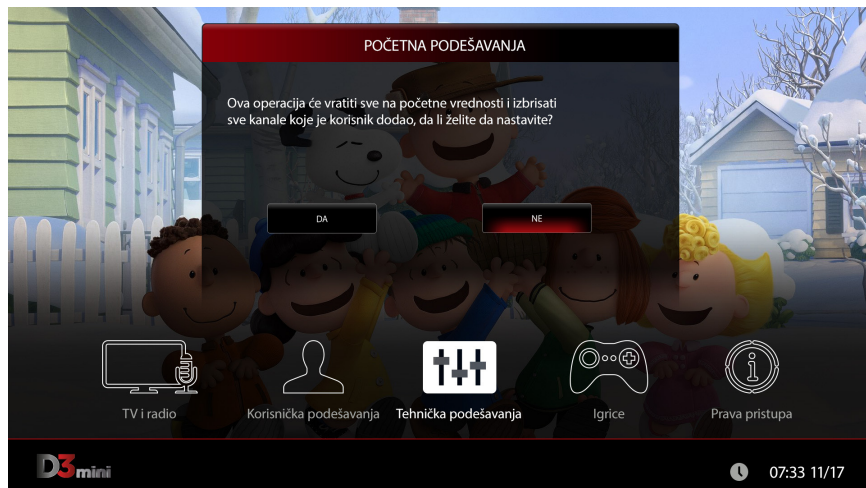 POČETNA PODEŠAVANJA
Ova operacija će vratiti sve na početne vrednosti i izbrisati
sve kanale koje je korisnik dodao, da li želite da nastavite?
DA
NE
TV i radio
Korisnička podešavanja
Tehnička podešavanja
Igrice
Prava pristupa
D3mini
07:33 11/17